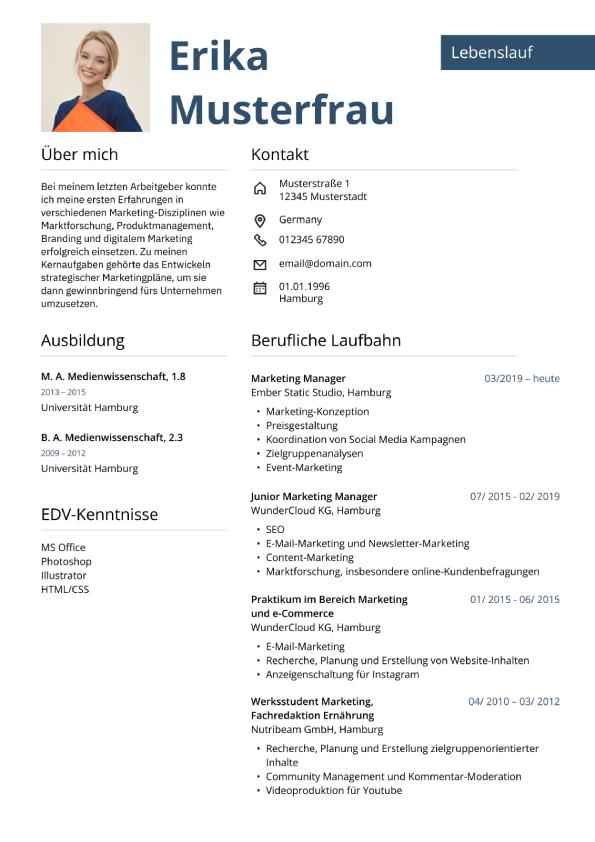 Erika
Musterfrau
Lebenslauf
Über mich
Bei meinem letzten Arbeitgeber konnte
ich meine ersten Erfahrungen in
verschiedenen Marketing-Disziplinen wie
Marktforschung, Produktmanagement,
Branding und digitalem Marketing
erfolgreich einsetzen. Zu meinen
Kernaufgaben gehörte das Entwickeln
strategischer Marketingpläne, um sie
dann gewinnbringend fürs Unternehmen
umzusetzen.
Kontakt
Musterstraße 1
12345 Musterstadt
Germany
012345 67890
email@domain.com
01.01.1996
Hamburg
Ausbildung
M. A. Medienwissenschaft, 1.8
2013 – 2015
Universität Hamburg
B. A. Medienwissenschaft, 2.3
2009 – 2012
Universität Hamburg
EDV-Kenntnisse
MS Office
Photoshop
Illustrator
HTML/CSS
Berufliche Laufbahn
Marketing Manager 03/2019 – heute
Ember Static Studio, Hamburg
• Marketing-Konzeption
• Preisgestaltung
• Koordination von Social Media Kampagnen
• Zielgruppenanalysen
• Event-Marketing
Junior Marketing Manager 07/ 2015 - 02/ 2019
WunderCloud KG, Hamburg
• SEO
• E-Mail-Marketing und Newsletter-Marketing
• Content-Marketing
• Marktforschung, insbesondere online-Kundenbefragungen
Praktikum im Bereich Marketing 01/ 2015 - 06/ 2015
und e-Commerce
WunderCloud KG, Hamburg
• E-Mail-Marketing
• Recherche, Planung und Erstellung von Website-Inhalten
• Anzeigenschaltung für Instagram
Werksstudent Marketing, 04/ 2010 – 03/ 2012
Fachredaktion Ernährung
Nutribeam GmbH, Hamburg
• Recherche, Planung und Erstellung zielgruppenorientierter
Inhalte
• Community Management und Kommentar-Moderation
• Videoproduktion für Youtube